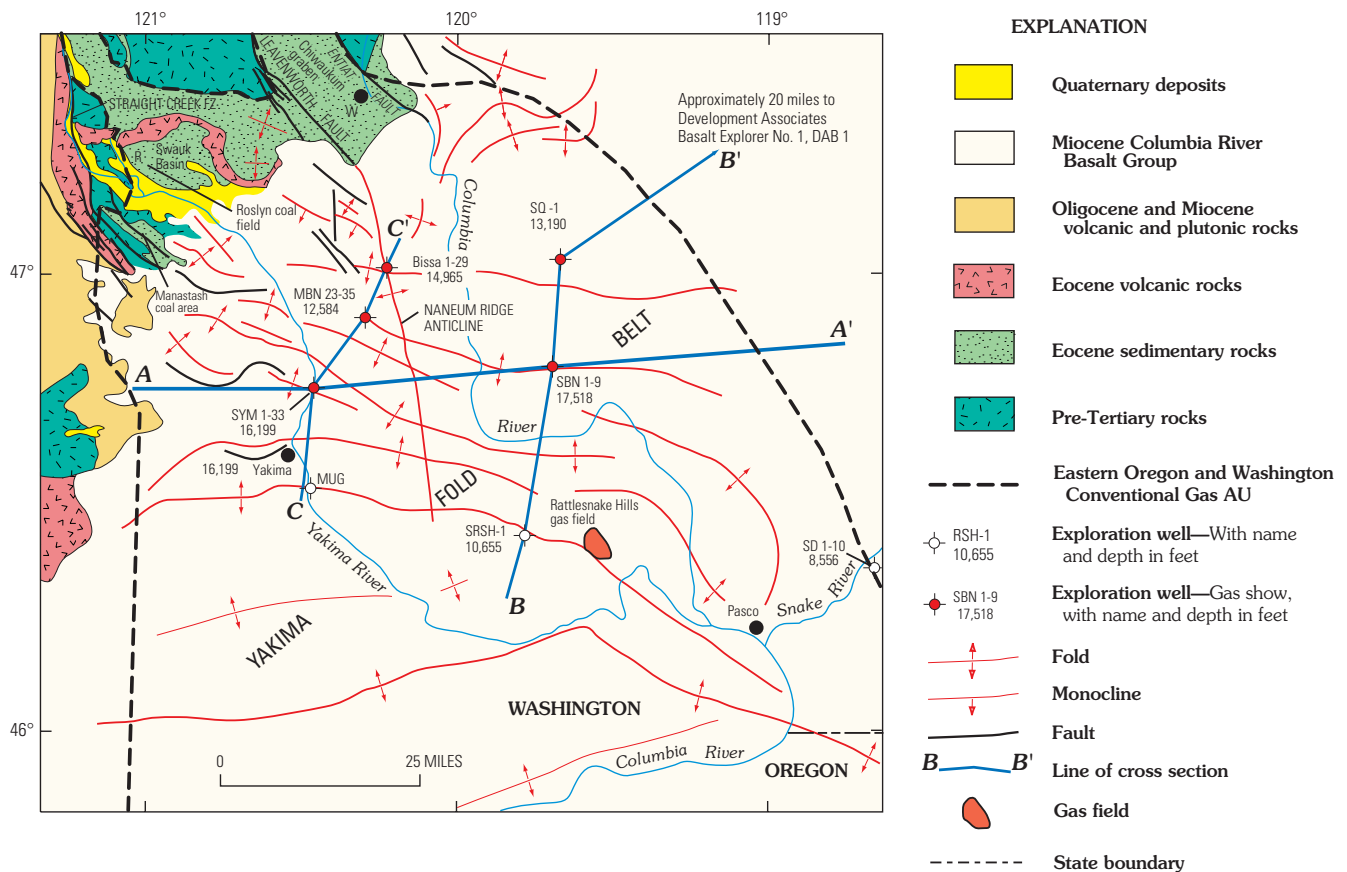 121°
120°
119°
47°
46°
STRAIGHT CREEK FZ
LEAVENWORTH FAULT
Chiwaukum
graben
ENTIAT FAULT
W
R
Swauk
Basin
Roslyn coal
field
Manastash
coal area
Approximately 20 miles to
Development Associates
Basalt Explorer No. 1, DAB 1
B'
SQ -1
13,190
Columbia
C'
Bissa 1-29
14,965
MBN 23-35
12,584
NANEUM RIDGE
ANTICLINE
BELT
A'
A
SBN 1-9
17,518
SYM 1-33
16,199
River
16,199
Yakima
MUG
C
FOLD
Rattlesnake Hills
gas field
SRSH-1
10,655
SD 1-10
8,556
Yakima River
B
Snake River
Pasco
YAKIMA
WASHINGTON
Columbia River
OREGON
0 25 MILES
EXPLANATION
Quaternary deposits
Miocene Columbia River
Basalt Group
Oligocene and Miocene
volcanic and plutonic rocks
Eocene volcanic rocks
Eocene sedimentary rocks
Pre-Tertiary rocks
Eastern Oregon and Washington
Conventional Gas AU
RSH-1
10,655
Exploration well—With name
and depth in feet
SBN 1-9
17,518
Exploration well—Gas show,
with name and depth in feet
Fold
Monocline
Fault
B B'
Line of cross section
Gas field
State boundary